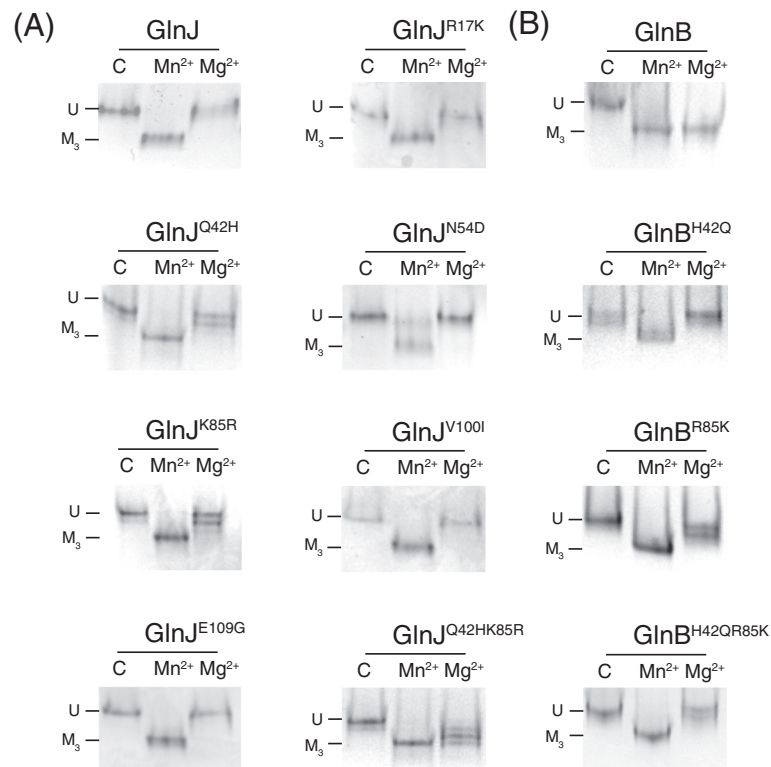 (A) GlnJ GlnJR17K (B) GlnB
C Mn2+ Mg2+ C Mn2+ Mg2+ C Mn2+ Mg2+
U U U
M3 M3 M3
GlnJQ42H GlnJN54D GlnBH42Q
C Mn2+ Mg2+ C Mn2+ Mg2+ C Mn2+ Mg2+
U U U
M3 M3 M3
GlnJK85R GlnJV100I GlnBR85K
C Mn2+ Mg2+ C Mn2+ Mg2+ C Mn2+ Mg2+
U U U
M3 M3 M3
GlnJE109G GlnJQ42HK85R GlnBH42QR85K
C Mn2+ Mg2+ C Mn2+ Mg2+ C Mn2+ Mg2+
U U U
M3 M3 M3